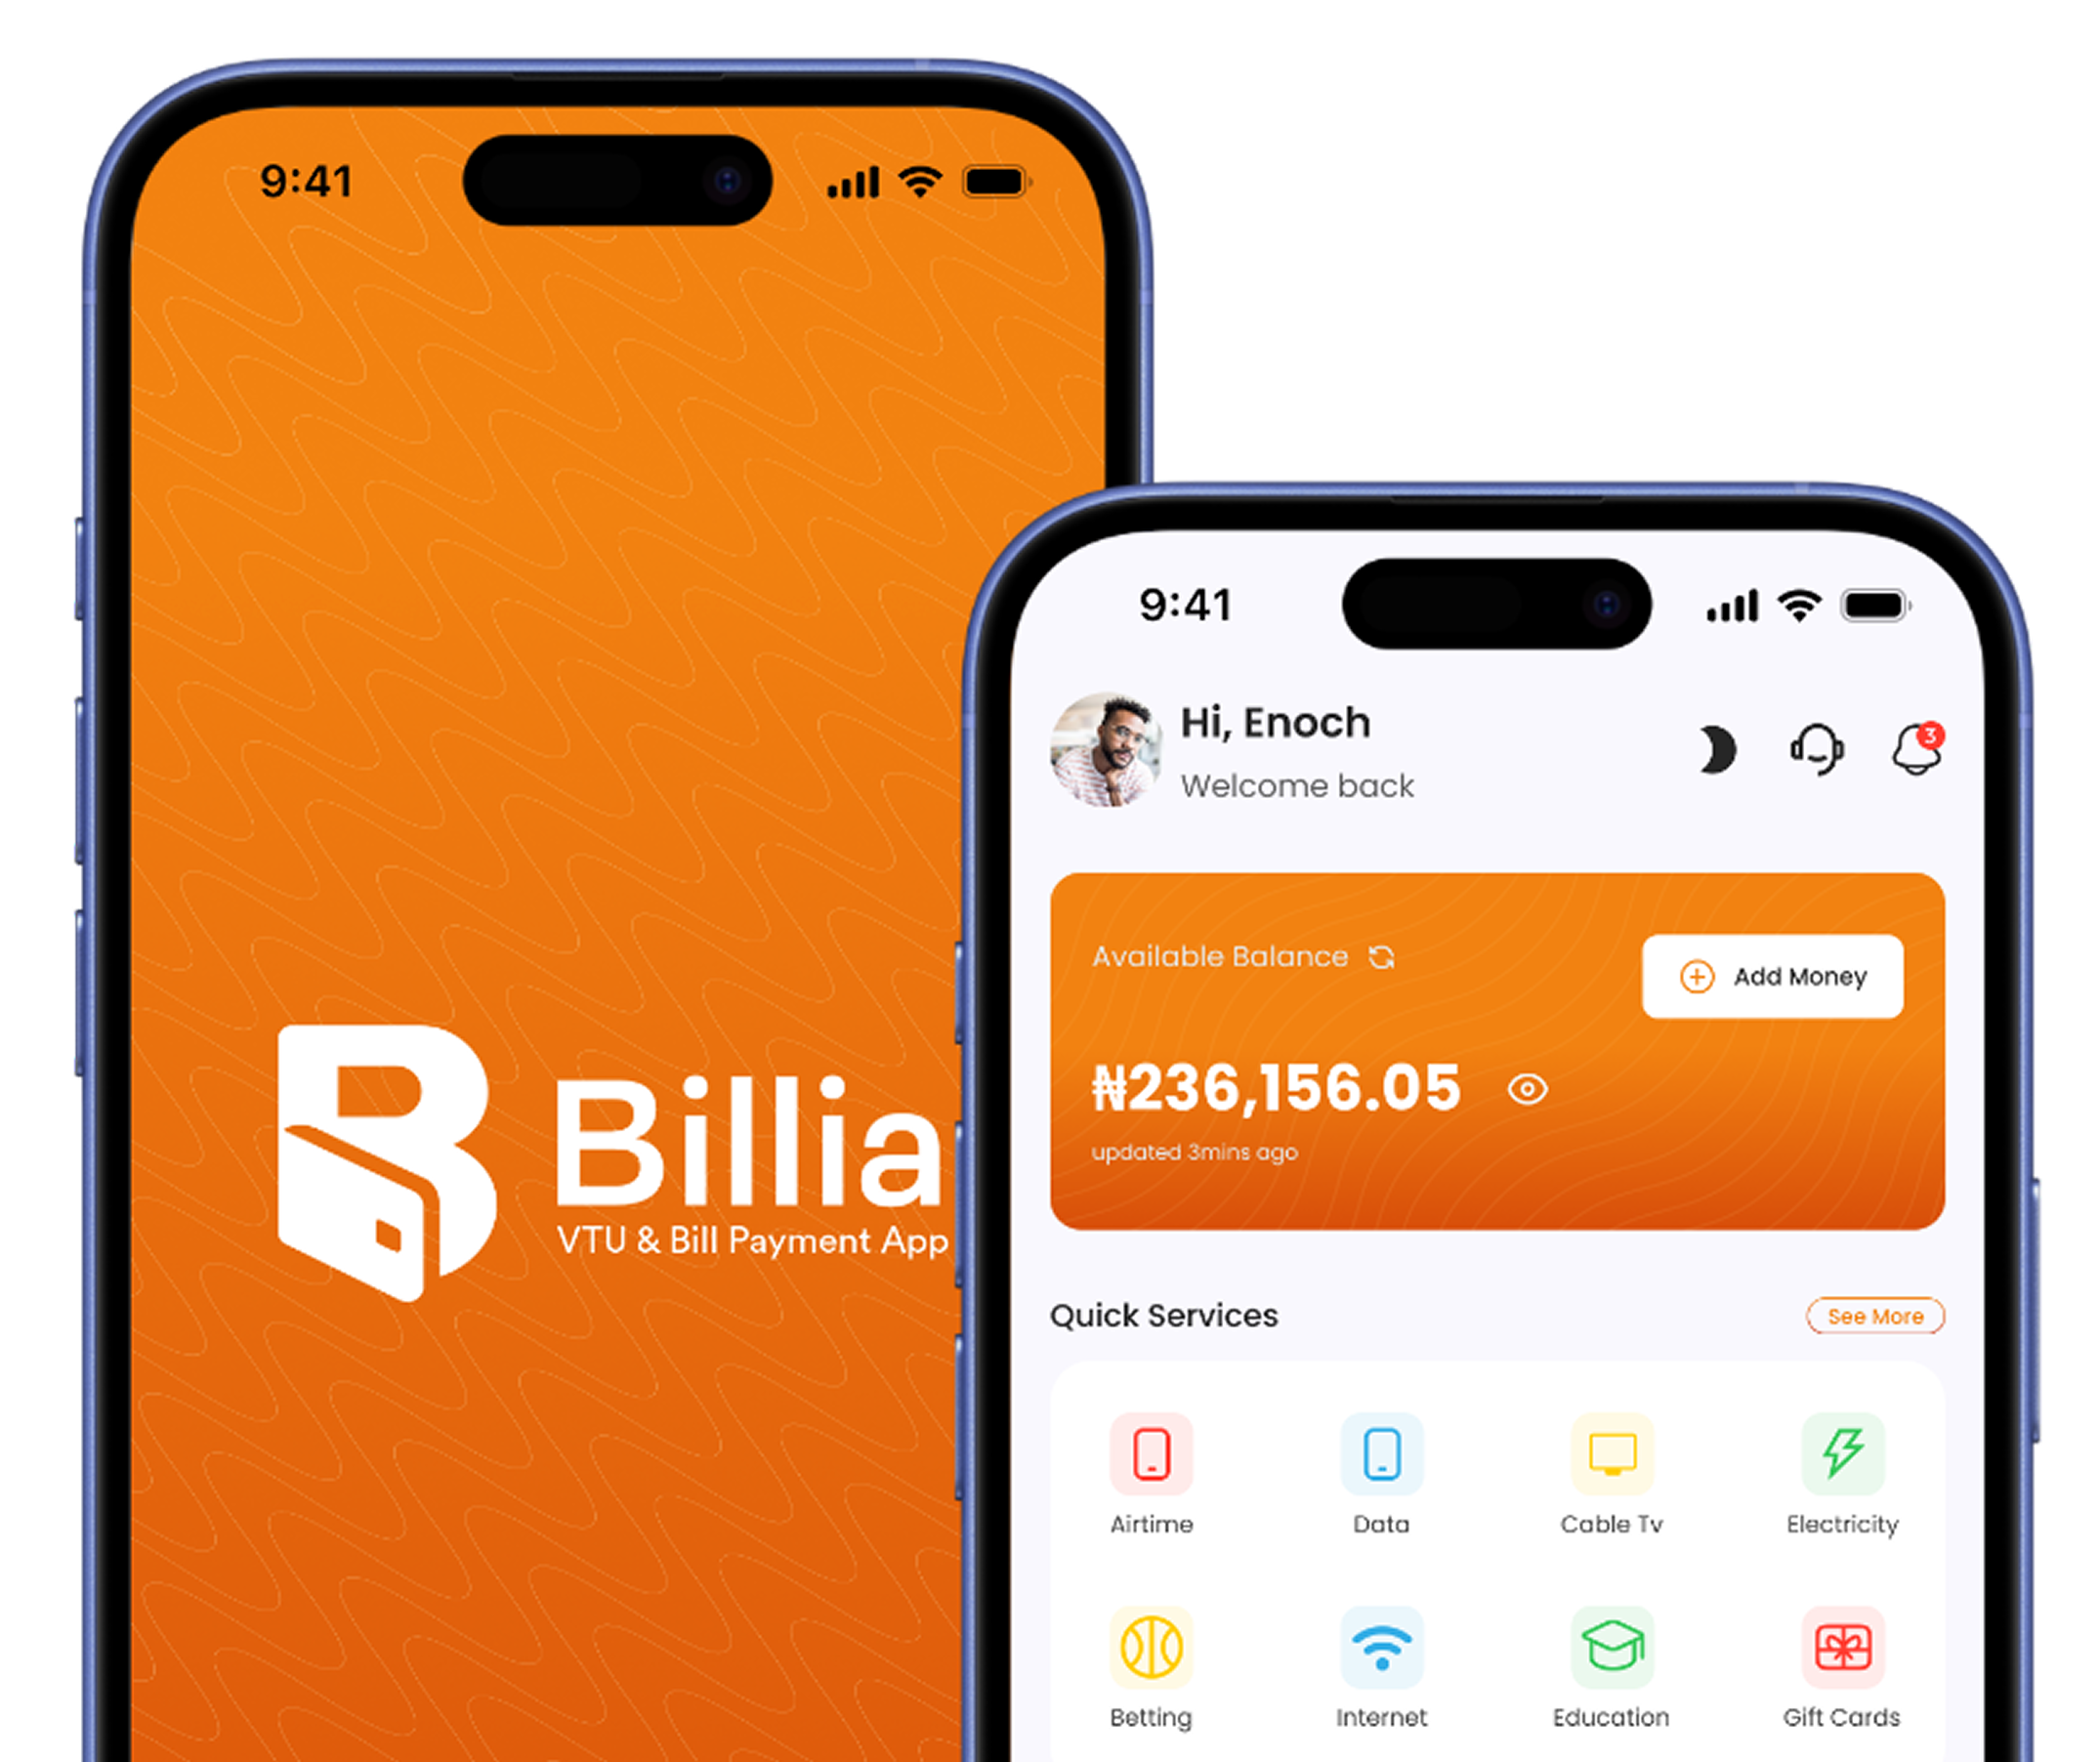 9:41
Billia
VTU & Bill Payment App
9:41
Hi, Enoch
Welcome back
3
Available Balance
Add Money
₦236,156.05
updated 3mins ago
Quick Services
See More
Airtime
Data
Cable Tv
Electricity
Betting
Internet
Education
Gift Cards